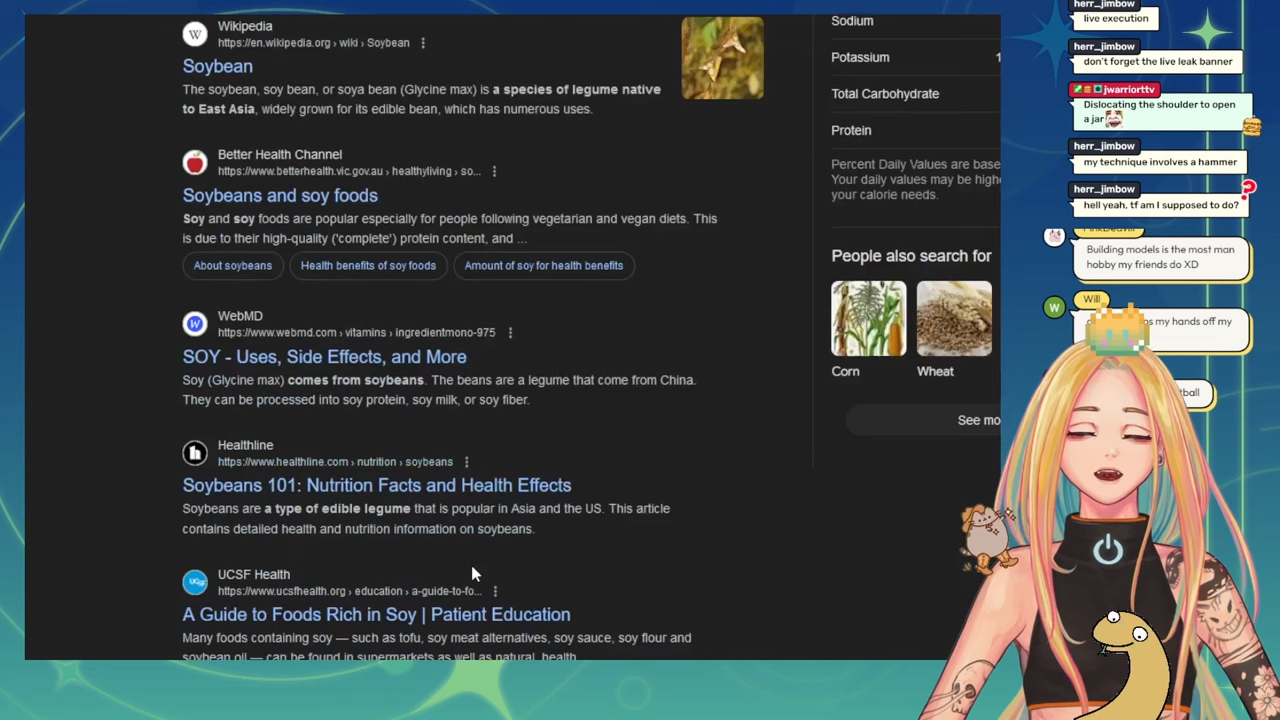 Wikipedia
https://en.wikipedia.org › wiki › Soybean
Soybean
The soybean, soy bean, or soya bean (Glycine max) is a species of legume native
to East Asia, widely grown for its edible bean, which has numerous uses.
Better Health Channel
https://www.betterhealth.vic.gov.au › healthyliving › so...
Soybeans and soy foods
Soy and soy foods are popular especially for people following vegetarian and vegan diets. This
is due to their high-quality ('complete') protein content, and ...
About soybeans
Health benefits of soy foods
Amount of soy for health benefits
WebMD
https://www.webmd.com › vitamins › ingredientmono-975
SOY - Uses, Side Effects, and More
Soy (Glycine max) comes from soybeans. The beans are a legume that come from China.
They can be processed into soy protein, soy milk, or soy fiber.
Healthline
https://www.healthline.com › nutrition › soybeans
Soybeans 101: Nutrition Facts and Health Effects
Soybeans are a type of edible legume that is popular in Asia and the US. This article
contains detailed health and nutrition information on soybeans.
UCSF Health
https://www.ucsfhealth.org › education › a-guide-to-fo...
A Guide to Foods Rich in Soy | Patient Education
Many foods containing soy — such as tofu, soy meat alternatives, soy sauce, soy flour and
soybean oil — can be found in supermarkets as well as natural, health
Sodium
Potassium
Total Carbohydrate
Protein
Percent Daily Values are base
Your daily values may be high
your calorie needs.
People also search for
Corn
Wheat
See mo
herr_jimbow
live execution
herr_jimbow
don't forget the live leak banner
jwarriorttv
Dislocating the shoulder to open
a jar
herr_jimbow
my technique involves a hammer
herr_jimbow
hell yeah, tf am I supposed to do?
Building models is the most man
hobby my friends do XD
W
Will
my hands off my